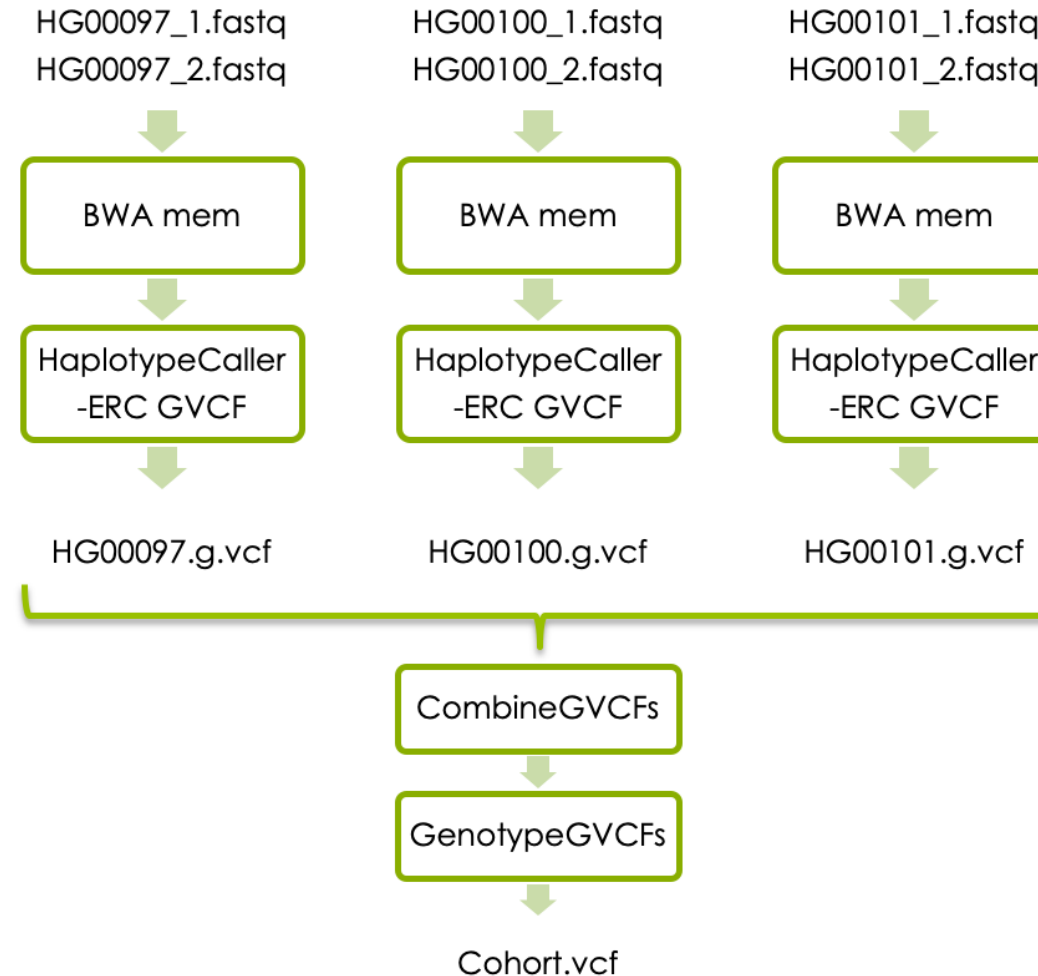 HG00097_1.fastq
HG00097_2.fastq
HG00100_1.fastq
HG00100_2.fastq
HG00101_1.fastq
HG00101_2.fastq
BWA mem
BWA mem
BWA mem
HaplotypeCaller
-ERC GVCF
HaplotypeCaller
-ERC GVCF
HaplotypeCaller
-ERC GVCF
HG00097.g.vcf
HG00100.g.vcf
HG00101.g.vcf
CombineGVCFs
GenotypeGVCFs
Cohort.vcf